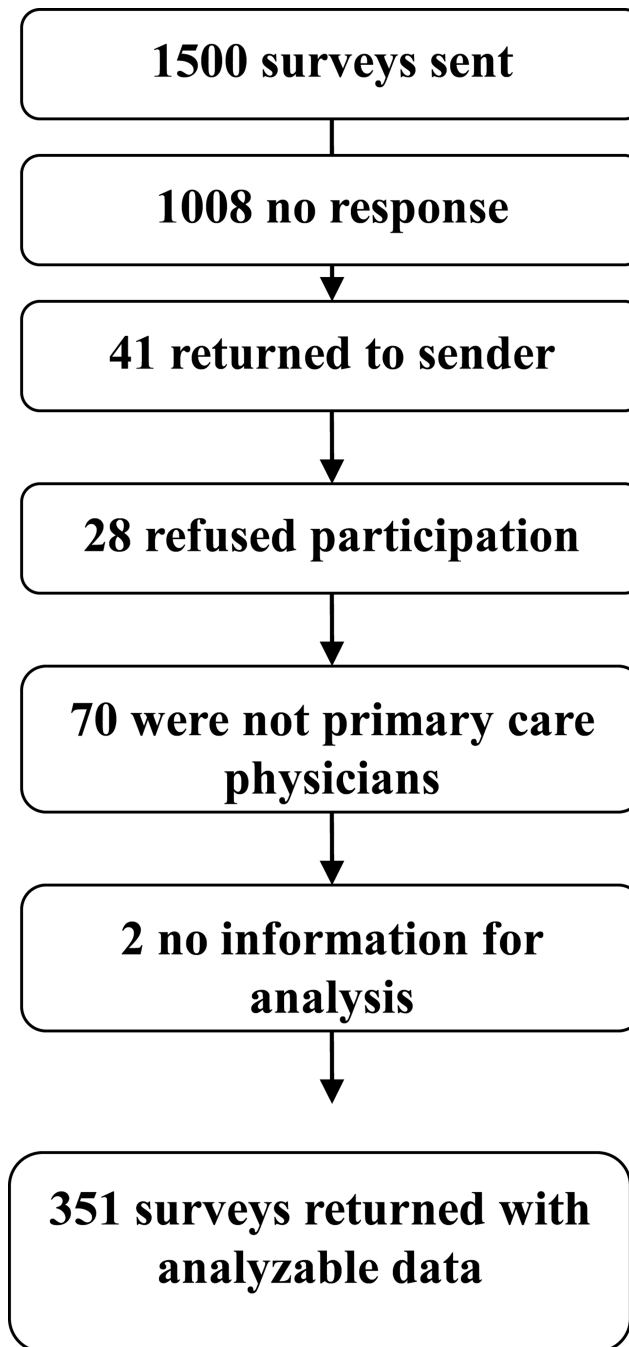 1500 surveys sent
1008 no response
41 returned to sender
28 refused participation
70 were not primary care
physicians
2 no information for
analysis
351 surveys returned with
analyzable data